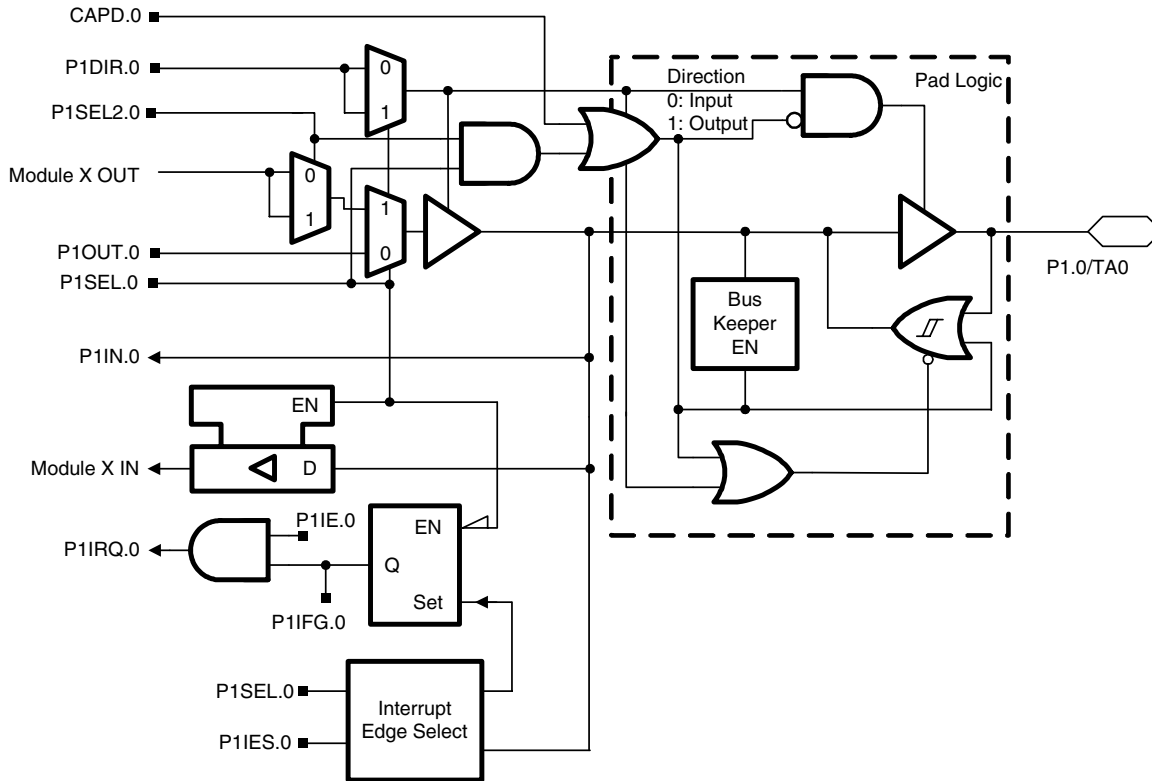 CAPD.0
P1DIR.0
0
1
P1SEL2.0
Module X OUT
0
1
1
0
P1OUT.0
P1SEL.0
Direction
0: Input
1: Output
Pad Logic
Bus
Keeper
EN
P1.0/TA0
P1IN.0
EN
D
Module X IN
P1IE.0
P1IRQ.0
P1IFG.0
EN
Q
Set
P1SEL.0
P1IES.0
Interrupt
Edge Select